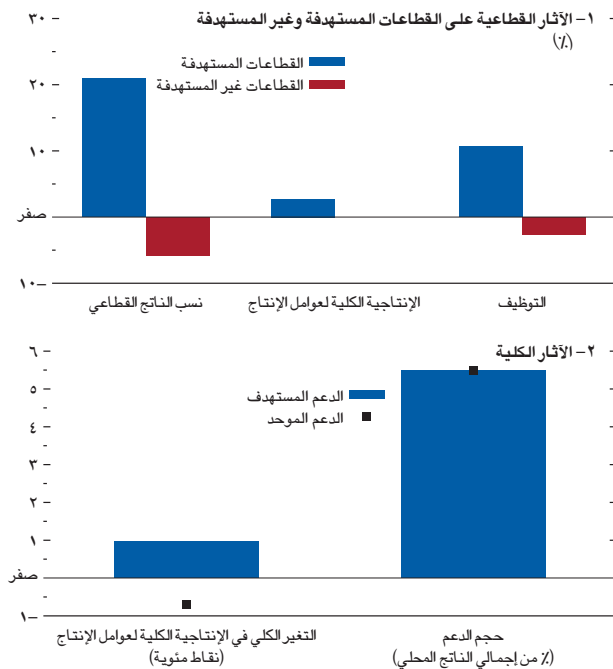 ١– الآثار القطاعية على القطاعات المستهدفة وغير المستهدفة
(٪)
القطاعات المستهدفة
القطاعات غير المستهدفة
٣٠
٢٠
١٠
صفر
١٠–
نسب الناتج القطاعي
الإنتاجية الكلية لعوامل الإنتاج
التوظيف
٢– الآثار الكلية
الدعم المستهدف
الدعم الموحد
٦
٥
٤
٣
٢
١
صفر
١–
التغير الكلي في الإنتاجية الكلية لعوامل الإنتاج
(نقاط مئوية)
حجم الدعم
(٪ من إجمالي الناتج المحلي)